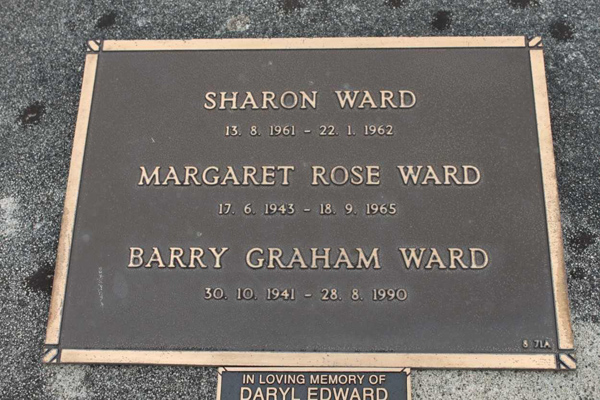 SHARON WARD
13. 8. 1961 - 22. 1. 1962
MARGARET ROSE WARD
17. 6. 1943 - 18. 9. 1965
BARRY GRAHAM WARD
30. 10. 1941 - 28. 8. 1990
8 71A
IN LOVING MEMORY OF
DARYL EDWARD